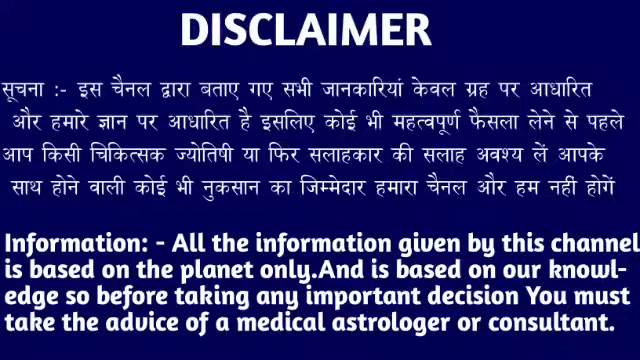 DISCLAIMER
सूचना :- इस चैनल द्वारा बताए गए सभी जानकारियां केवल ग्रह पर आधारित
और हमारे ज्ञान पर आधारित है इसलिए कोई भी महत्वपूर्ण फैसला लेने से पहले
आप किसी चिकित्सक ज्योतिषी या फिर सलाहकार की सलाह अवश्य लें आपके
साथ होने वाली कोई भी नुकसान का जिम्मेदार हमारा चैनल और हम नहीं होगें
Information: - All the information given by this channel
is based on the planet only.And is based on our knowl-
edge so before taking any important decision You must
take the advice of a medical astrologer or consultant.